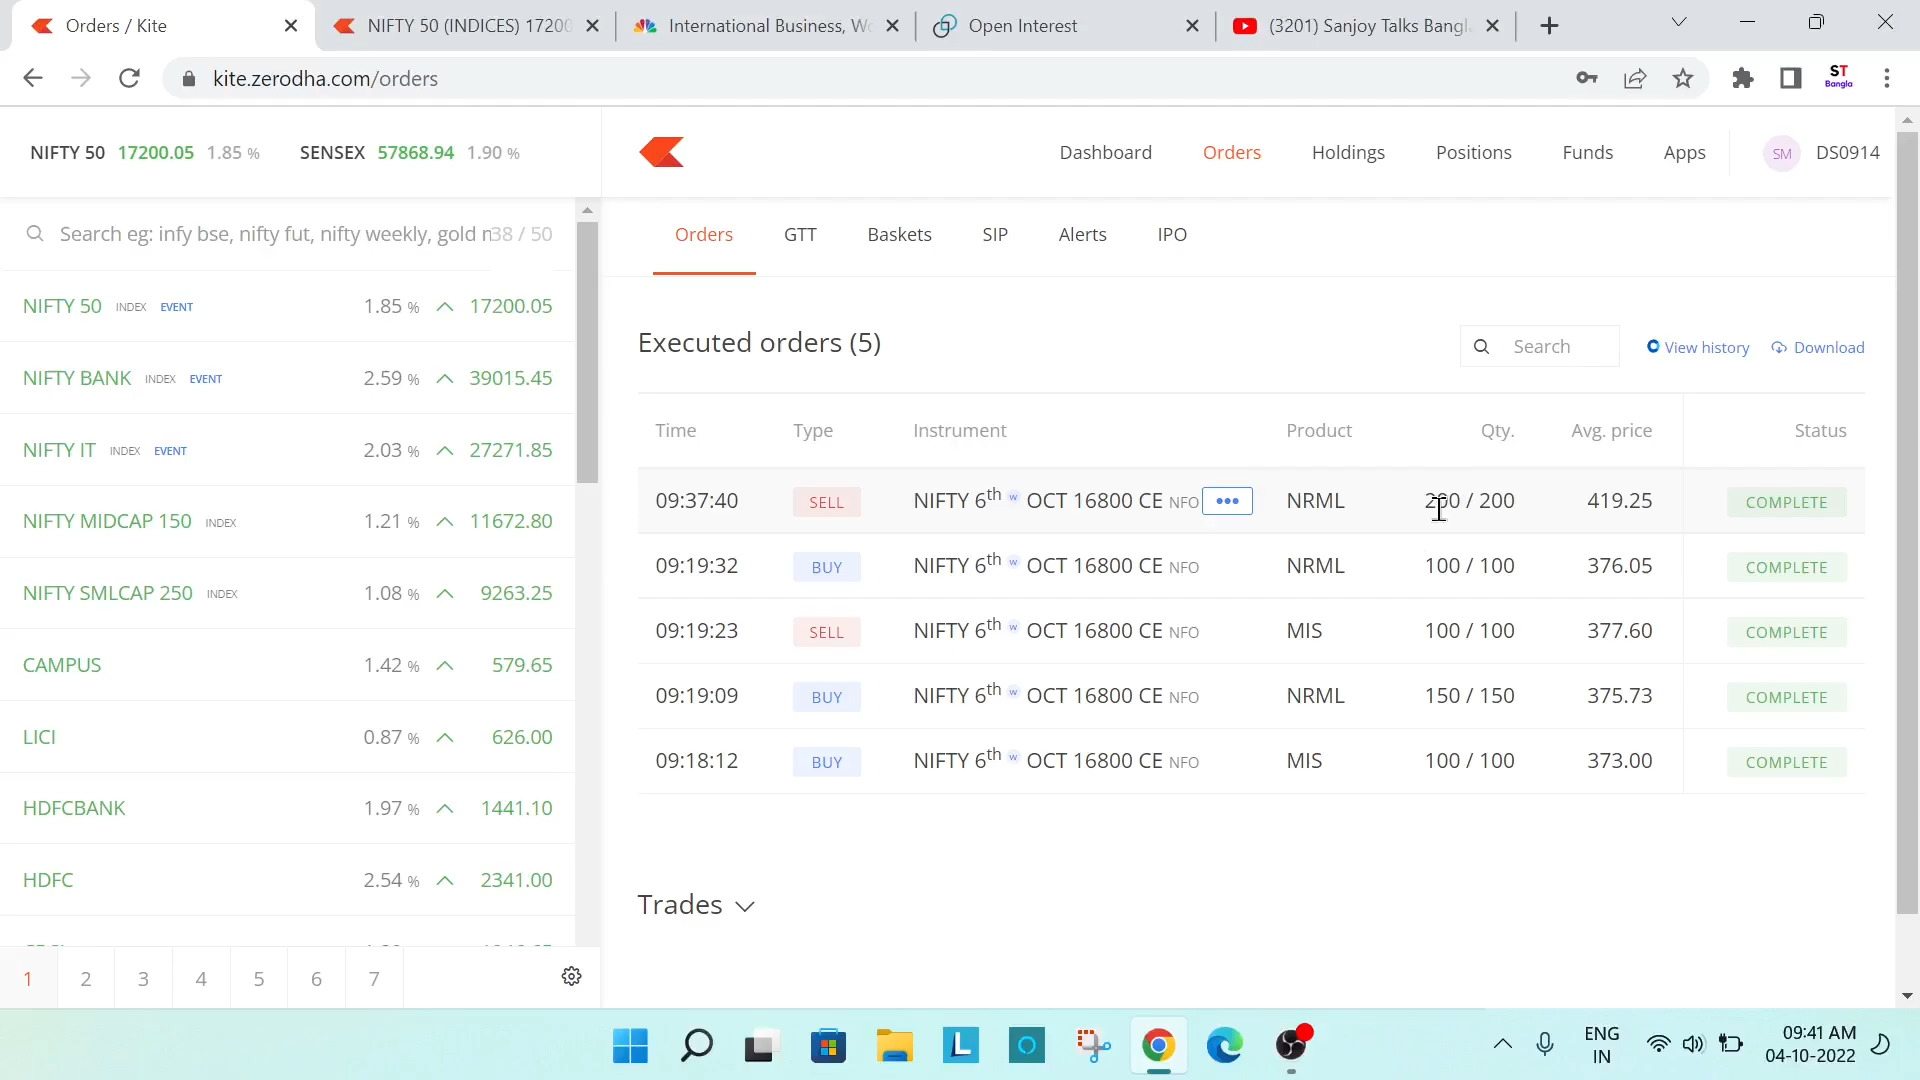 Orders / Kite
NIFTY 50 (INDICES) 17200
International Business, Wo
Open Interest
(3201) Sanjoy Talks Bangl
kite.zerodha.com/orders
ST
Bangla
NIFTY 50 17200.05 1.85 % SENSEX 57868.94 1.90 %
Dashboard Orders Holdings Positions Funds Apps SM DS0914
Search eg: infy bse, nifty fut, nifty weekly, gold m 38 / 50
NIFTY 50 INDEX EVENT 1.85 % 17200.05
NIFTY BANK INDEX EVENT 2.59 % 39015.45
NIFTY IT INDEX EVENT 2.03 % 27271.85
NIFTY MIDCAP 150 INDEX 1.21 % 11672.80
NIFTY SMLCAP 250 INDEX 1.08 % 9263.25
CAMPUS 1.42 % 579.65
LICI 0.87 % 626.00
HDFCBANK 1.97 % 1441.10
HDFC 2.54 % 2341.00
1 2 3 4 5 6 7
Orders GTT Baskets SIP Alerts IPO
Executed orders (5)
Search View history Download
Time Type Instrument Product Qty. Avg. price Status
09:37:40 SELL NIFTY 6th w OCT 16800 CE NFO NRML 200 / 200 419.25 COMPLETE
09:19:32 BUY NIFTY 6th w OCT 16800 CE NFO NRML 100 / 100 376.05 COMPLETE
09:19:23 SELL NIFTY 6th w OCT 16800 CE NFO MIS 100 / 100 377.60 COMPLETE
09:19:09 BUY NIFTY 6th w OCT 16800 CE NFO NRML 150 / 150 375.73 COMPLETE
09:18:12 BUY NIFTY 6th w OCT 16800 CE NFO MIS 100 / 100 373.00 COMPLETE
Trades
ENG
IN
09:41 AM
04-10-2022